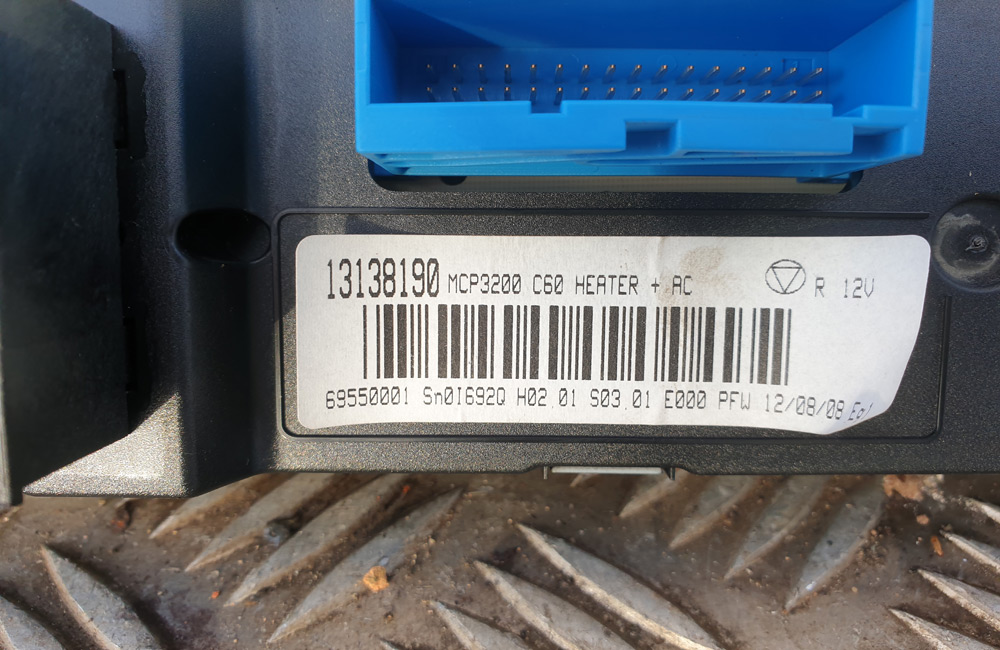 13138190 MCP3200 C60 HEATER + AC R 12V
69550001 Sn0I692Q H02.01 S03.01 E000 PFW 12/08/08